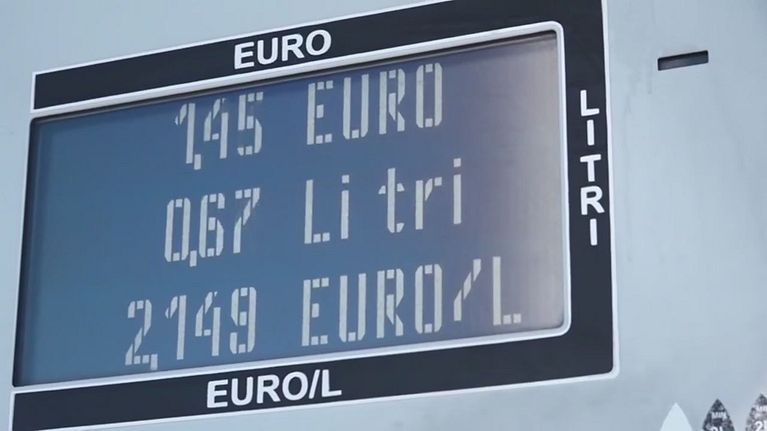 EURO
1,45 EURO
0,67 Litri
2,149 EURO/L
LITRI
EURO/L